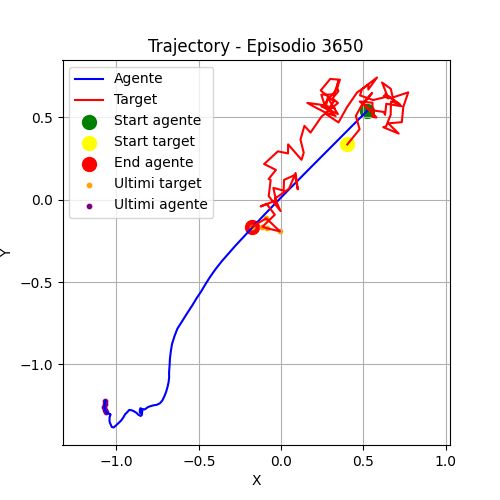 Trajectory - Episodio 3650
Agente
Target
Start agente
Start target
End agente
Ultimi target
Ultimi agente
Y
0.5
0.0
−0.5
−1.0
−1.0
−0.5
0.0
0.5
1.0
X